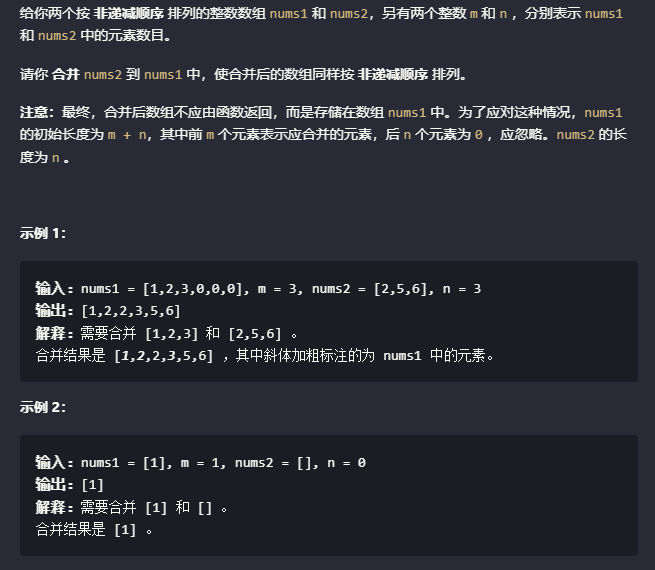 给你两个按 非递减顺序 排列的整数数组 nums1 和 nums2，另有两个整数 m 和 n ，分别表示 nums1
和 nums2 中的元素数目。
请你 合并 nums2 到 nums1 中，使合并后的数组同样按 非递减顺序 排列。
注意：最终，合并后数组不应由函数返回，而是存储在数组 nums1 中。为了应对这种情况，nums1
的初始长度为 m + n，其中前 m 个元素表示应合并的元素，后 n 个元素为 0 ，应忽略。nums2 的长
度为 n 。
示例 1：
输入：nums1 = [1,2,3,0,0,0], m = 3, nums2 = [2,5,6], n = 3
输出：[1,2,2,3,5,6]
解释：需要合并 [1,2,3] 和 [2,5,6] 。
合并结果是 [1,2,2,3,5,6] ，其中斜体加粗标注的为 nums1 中的元素。
示例 2：
输入：nums1 = [1], m = 1, nums2 = [], n = 0
输出：[1]
解释：需要合并 [1] 和 [] 。
合并结果是 [1] 。